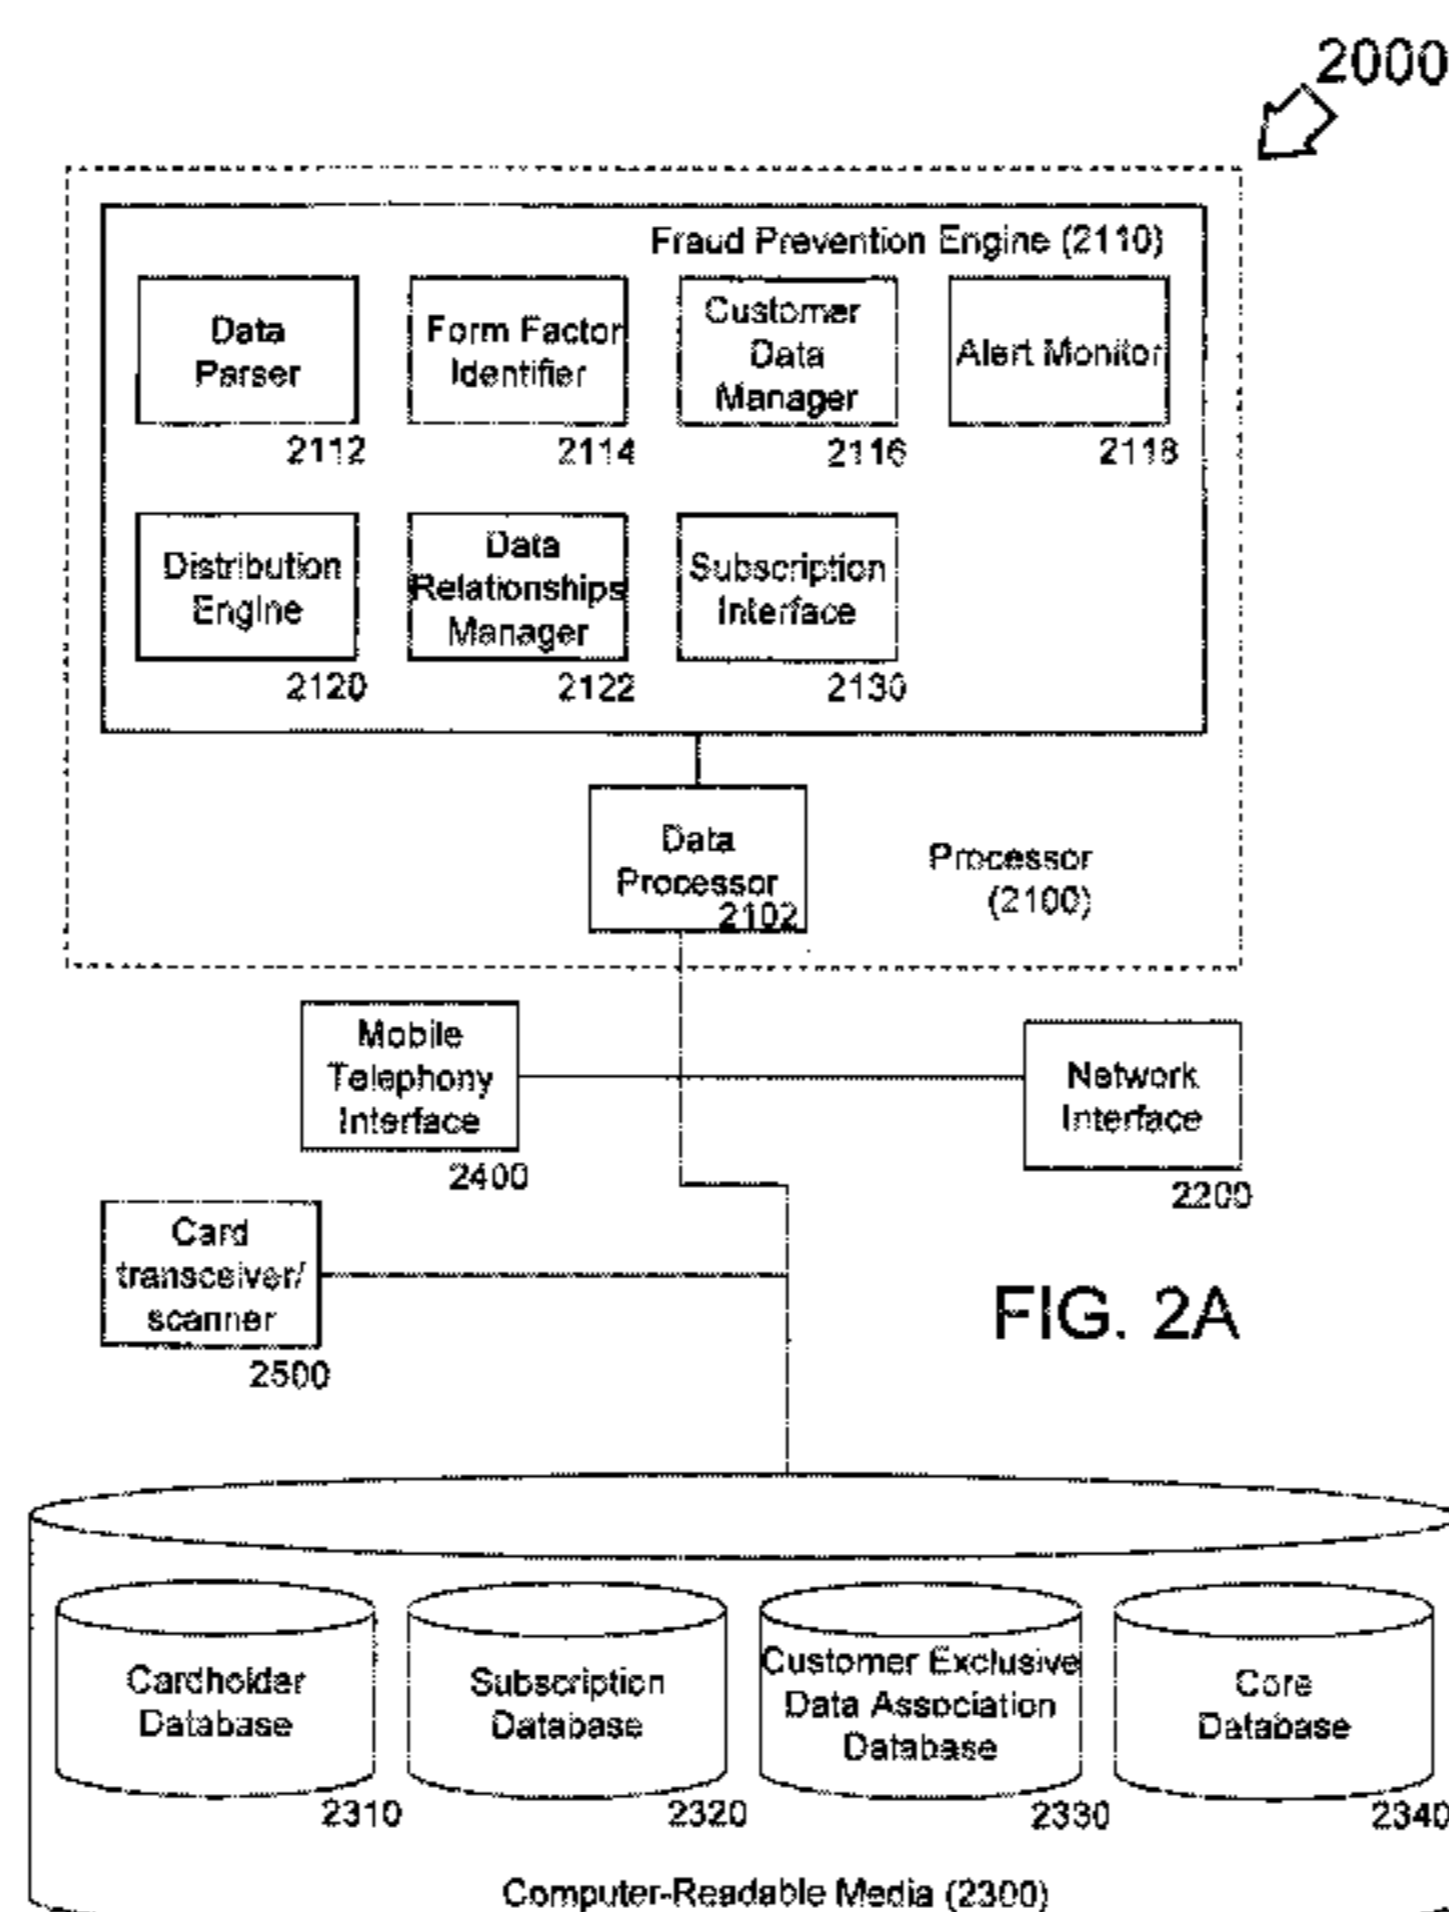 2000
Fraud Prevention Engine (2110)
Data
Parser
2112
Form Factor
Identifier
2114
Customer
Data
Manager
2116
Alert Monitor
2118
Distribution
Engine
2120
Data
Relationships
Manager
2122
Subscription
Interface
2130
Data
Processor
2102
Processor
(2100)
Mobile
Telephony
Interface
2400
Network
Interface
2200
Card
transceiver/
scanner
2500
FIG. 2A
Cardholder
Database
2310
Subscription
Database
2320
Customer Exclusive
Data Association
Database
2330
Core
Database
2340
Computer-Readable Media (2300)